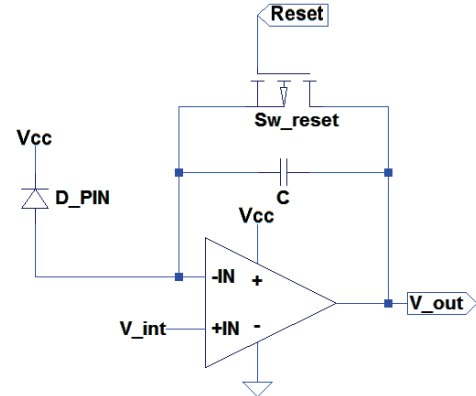 Reset
Sw_reset
Vcc
D_PIN
C
Vcc
-IN +
V_out
V_int +IN -